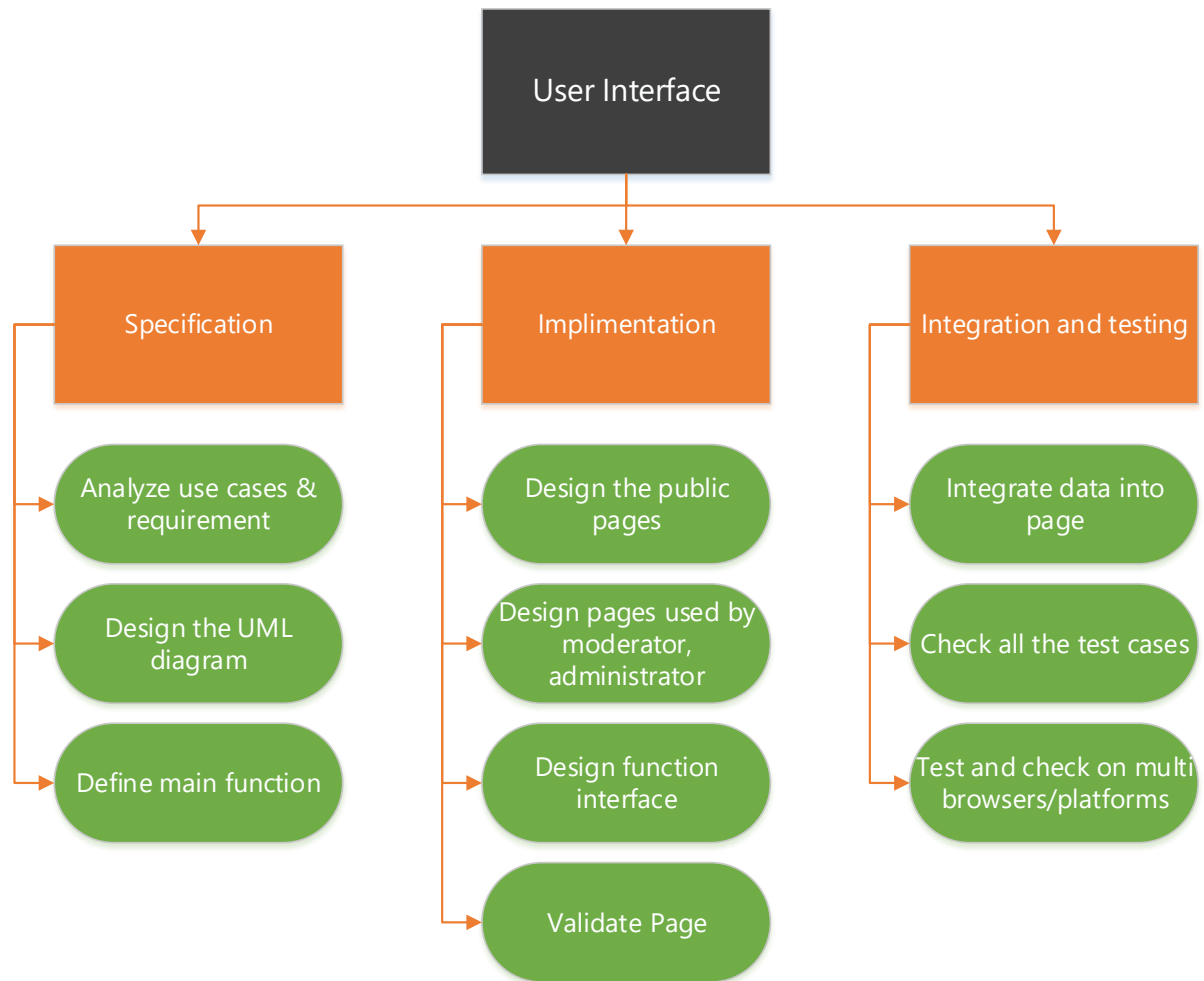 User Interface
Specification
Implimentation
Integration and testing
Analyze use cases &
requirement
Design the public
pages
Integrate data into
page
Design the UML
diagram
Design pages used by
moderator,
administrator
Check all the test cases
Define main function
Design function
interface
Test and check on multi
browsers/platforms
Validate Page